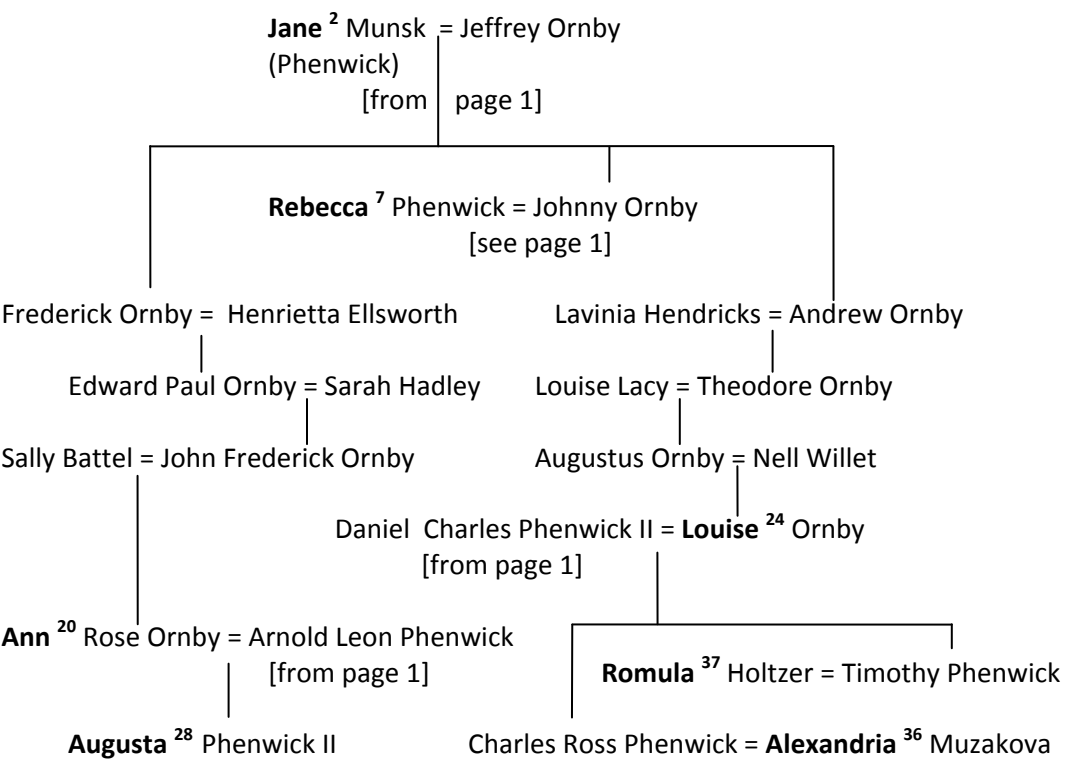 Jane 2 Munsk = Jeffrey Ornby
(Phenwick)
[from page 1]
Rebecca 7 Phenwick = Johnny Ornby
[see page 1]
Frederick Ornby = Henrietta Ellsworth Lavinia Hendricks = Andrew Ornby
Edward Paul Ornby = Sarah Hadley Louise Lacy = Theodore Ornby
Sally Battel = John Frederick Ornby Augustus Ornby = Nell Willet
Daniel Charles Phenwick II = Louise 24 Ornby
[from page 1]
Ann 20 Rose Ornby = Arnold Leon Phenwick
[from page 1] Romula 37 Holtzer = Timothy Phenwick
Augusta 28 Phenwick II Charles Ross Phenwick = Alexandria 36 Muzakova